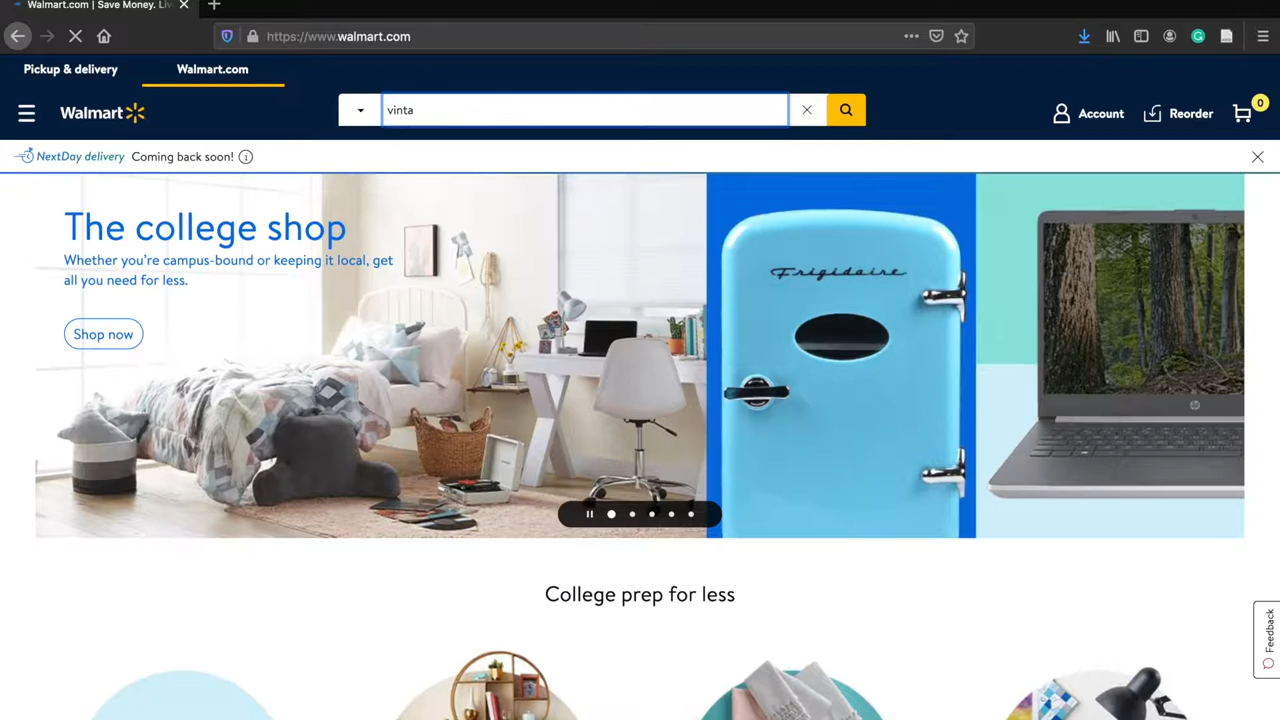 Walmart.com | Save Money. Liv
https://www.walmart.com
Pickup & delivery
Walmart.com
Walmart
vinta
Account
Reorder
0
NextDay delivery Coming back soon!
The college shop
Whether you're campus-bound or keeping it local, get
all you need for less.
Shop now
Frigidaire
College prep for less
Feedback